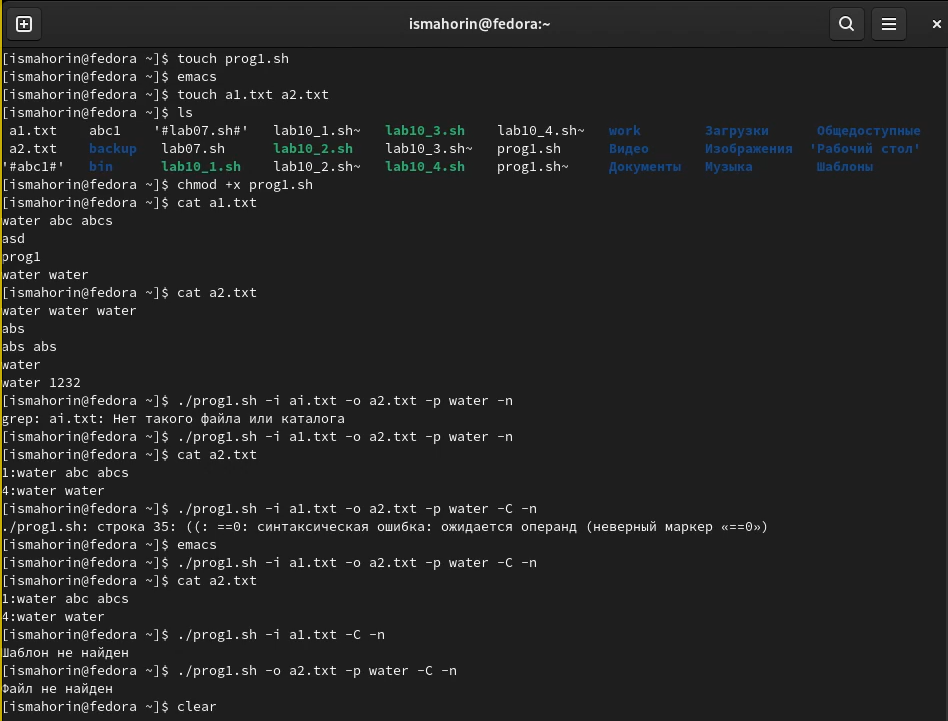 ismahorin@fedora:~
[ismahorin@fedora ~]$ touch prog1.sh
[ismahorin@fedora ~]$ emacs
[ismahorin@fedora ~]$ touch a1.txt a2.txt
[ismahorin@fedora ~]$ ls
a1.txt abc1 '#lab07.sh#' lab10_1.sh~ lab10_3.sh lab10_4.sh~ work Загрузки Общедоступные
a2.txt backup lab07.sh lab10_2.sh lab10_3.sh~ prog1.sh Видео Изображения 'Рабочий стол'
'#abc1#' bin lab10_1.sh lab10_2.sh~ lab10_4.sh prog1.sh~ Документы Музыка Шаблоны
[ismahorin@fedora ~]$ chmod +x prog1.sh
[ismahorin@fedora ~]$ cat a1.txt
water abc abcs
asd
prog1
water water
[ismahorin@fedora ~]$ cat a2.txt
water water water
abs
abs abs
water
water 1232
[ismahorin@fedora ~]$ ./prog1.sh -i ai.txt -o a2.txt -p water -n
grep: ai.txt: Нет такого файла или каталога
[ismahorin@fedora ~]$ ./prog1.sh -i a1.txt -o a2.txt -p water -n
[ismahorin@fedora ~]$ cat a2.txt
1:water abc abcs
4:water water
[ismahorin@fedora ~]$ ./prog1.sh -i a1.txt -o a2.txt -p water -C -n
./prog1.sh: строка 35: ((: ==0: синтаксическая ошибка: ожидается операнд (неверный маркер «==0»)
[ismahorin@fedora ~]$ emacs
[ismahorin@fedora ~]$ ./prog1.sh -i a1.txt -o a2.txt -p water -C -n
[ismahorin@fedora ~]$ cat a2.txt
1:water abc abcs
4:water water
[ismahorin@fedora ~]$ ./prog1.sh -i a1.txt -C -n
Шаблон не найден
[ismahorin@fedora ~]$ ./prog1.sh -o a2.txt -p water -C -n
Файл не найден
[ismahorin@fedora ~]$ clear